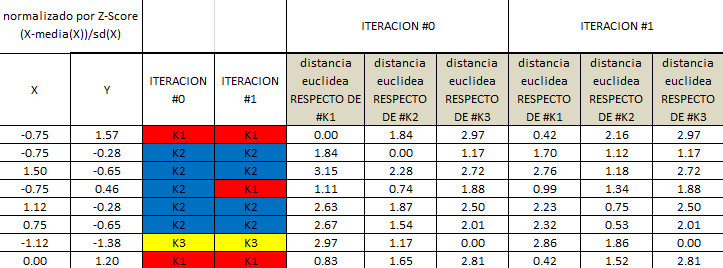 normalizado por Z-Score
(X-media(X))/sd(X)
ITERACION #0
ITERACION #1
X
Y
ITERACION
#0
ITERACION
#1
distancia
euclidea
RESPECTO DE
#K1
distancia
euclidea
RESPECTO
DE #K2
distancia
euclidea
RESPECTO
DE #K3
distancia
euclidea
RESPECTO
DE #K1
distancia
euclidea
RESPECTO
DE #K2
distancia
euclidea
RESPECTO
DE #K3
-0.75 1.57 K1 K1 0.00 1.84 2.97 0.42 2.16 2.97
-0.75 -0.28 K2 K2 1.84 0.00 1.17 1.70 1.12 1.17
1.50 -0.65 K2 K2 3.15 2.28 2.72 2.76 1.18 2.72
-0.75 0.46 K2 K1 1.11 0.74 1.88 0.99 1.34 1.88
1.12 -0.28 K2 K2 2.63 1.87 2.50 2.23 0.75 2.50
0.75 -0.65 K2 K2 2.67 1.54 2.01 2.32 0.53 2.01
-1.12 -1.38 K3 K3 2.97 1.17 0.00 2.86 1.86 0.00
0.00 1.20 K1 K1 0.83 1.65 2.81 0.42 1.52 2.81